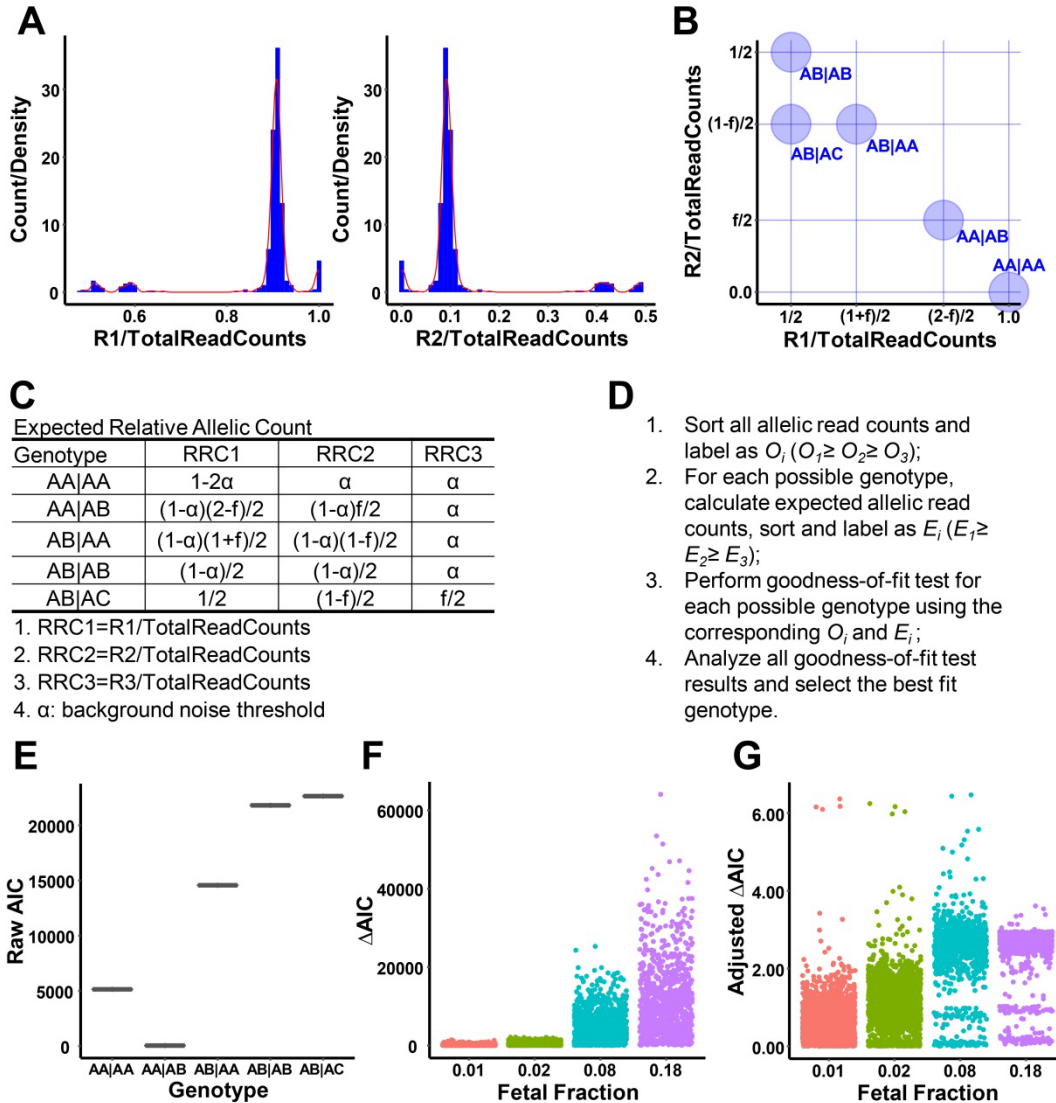 A
Count/Density
30
20
10
0
0.6
0.8
1.0
R1/TotalReadCounts
Count/Density
30
20
10
0
0.0
0.1
0.2
0.3
0.4
0.5
R2/TotalReadCounts
B
R2/TotalReadCounts
1/2
(1-f)/2
f/2
0.0
AB|AB
AB|AC
AB|AA
AA|AB
AA|AA
1/2
(1+f)/2
(2-f)/2
1.0
R1/TotalReadCounts
C
Expected Relative Allelic Count
Genotype RRC1 RRC2 RRC3
AA|AA 1-2α α α
AA|AB (1-α)(2-f)/2 (1-α)f/2 α
AB|AA (1-α)(1+f)/2 (1-α)(1-f)/2 α
AB|AB (1-α)/2 (1-α)/2 α
AB|AC 1/2 (1-f)/2 f/2
1. RRC1=R1/TotalReadCounts
2. RRC2=R2/TotalReadCounts
3. RRC3=R3/TotalReadCounts
4. α: background noise threshold
D
1. Sort all allelic read counts and
label as Oi (O1≥ O2≥ O3);
2. For each possible genotype,
calculate expected allelic read
counts, sort and label as Ei (E1≥
E2≥ E3);
3. Perform goodness-of-fit test for
each possible genotype using the
corresponding Oi and Ei ;
4. Analyze all goodness-of-fit test
results and select the best fit
genotype.
E
Raw AIC
20000
15000
10000
5000
0
AA|AA
AA|AB
AB|AA
AB|AB
AB|AC
Genotype
F
ΔAIC
60000
40000
20000
0
0.01
0.02
0.08
0.18
Fetal Fraction
G
Adjusted ΔAIC
6.00
4.00
2.00
0.00
0.01
0.02
0.08
0.18
Fetal Fraction